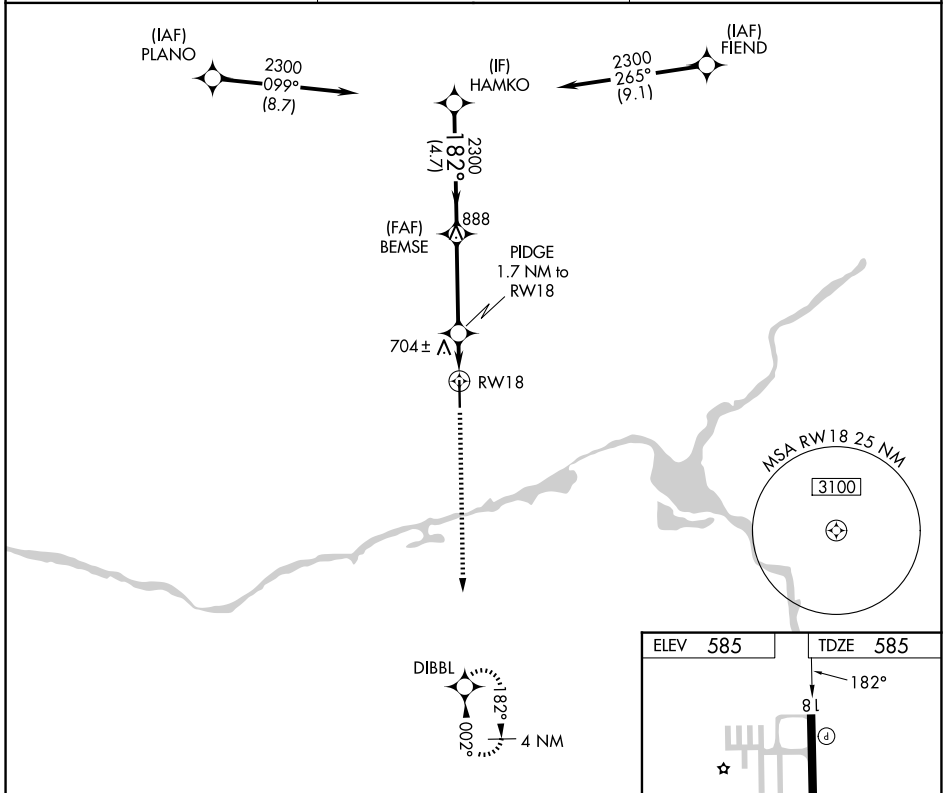 (IAF)
PLANO
2300
099°
(8.7)
(IF)
HAMKO
(IAF)
FIEND
2300
265°
(9.1)
2300
182°
(4.7)
(FAF)
BEMSE
888
PIDGE
1.7 NM to
RW18
704±
RW18
MSA RW18 25 NM
3100
DIBBL
182°
002°
4 NM
ELEV 585
TDZE 585
182°
18
P